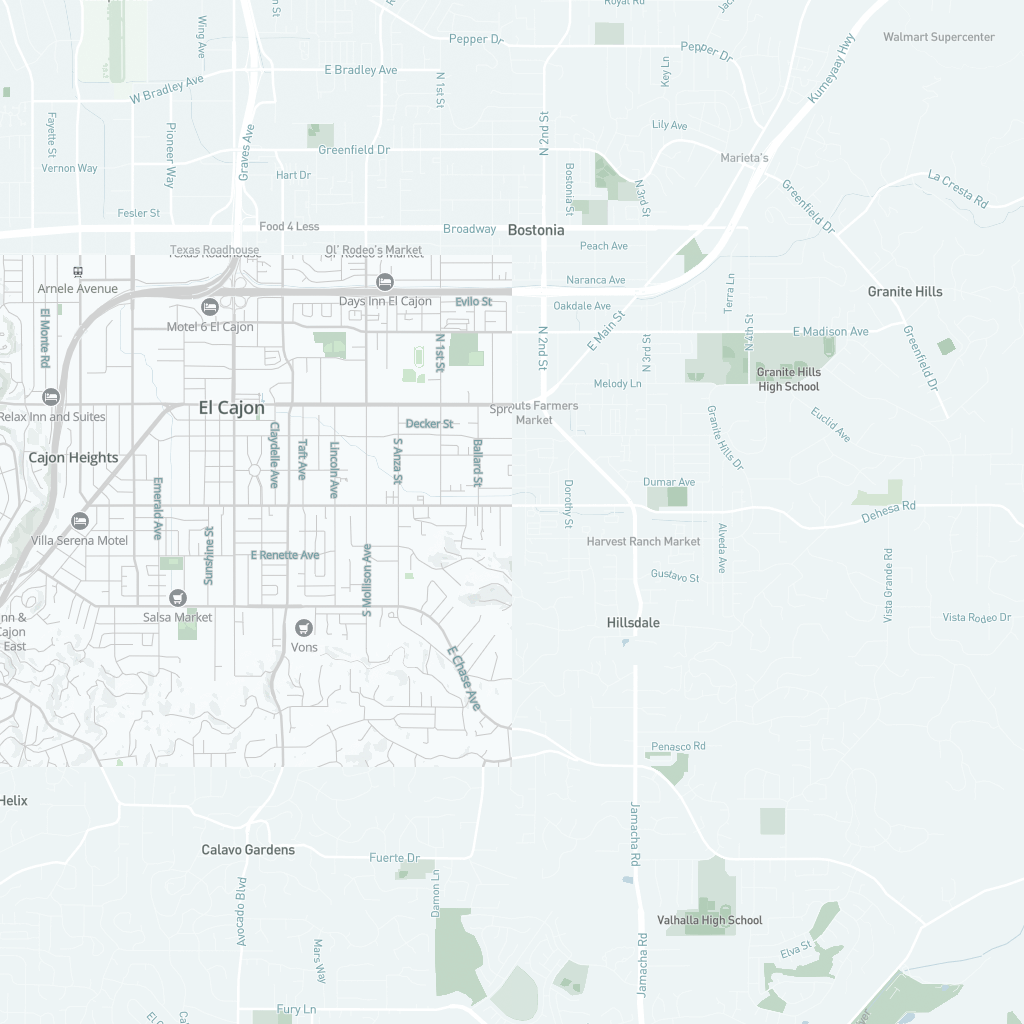 Royal Rd
Wing Ave
Pepper Dr
Pepper Dr
Walmart Supercenter
Kumeyaay Hwy
E Bradley Ave
W Bradley Ave
N 1st St
Key Ln
Fayette St
Pioneer Way
Graves Ave
N 2nd St
Lily Ave
Greenfield Dr
Marieta's
Vernon Way
Hart Dr
Bostonia St
N 3rd St
La Cresta Rd
Greenfield Dr
Fesler St
Food 4 Less
Broadway
Bostonia
Texas Roadhouse
Ol' Rodeo's Market
Peach Ave
Arnele Avenue
Naranca Ave
Terra Ln
Granite Hills
Days Inn El Cajon
Evilo St
Oakdale Ave
Motel 6 El Cajon
El Monte Rd
N 1st St
N 2nd St
E Main St
N 3rd St
N 4th St
E Madison Ave
Greenfield Dr
Granite Hills
High School
Melody Ln
Relax Inn and Suites
El Cajon
Sprouts Farmers
Market
Decker St
Granite Hills Dr
Euclid Ave
Claydelle Ave
Taft Ave
Lincoln Ave
S Anza St
Ballard St
Cajon Heights
Emerald Ave
Dumar Ave
Dorothy St
Dehesa Rd
Villa Serena Motel
Sunshine St
E Renette Ave
S Mollison Ave
Harvest Ranch Market
Alveda Ave
Gustavo St
Vista Grande Rd
Salsa Market
Vons
nn &
Cajon
East
Hillsdale
Vista Rodeo Dr
E Chase Ave
Penasco Rd
Helix
Jamacha Rd
Calavo Gardens
Fuerte Dr
Damon Ln
Avocado Blvd
Valhalla High School
Mars Way
Jamacha Rd
Elva St
Fury Ln